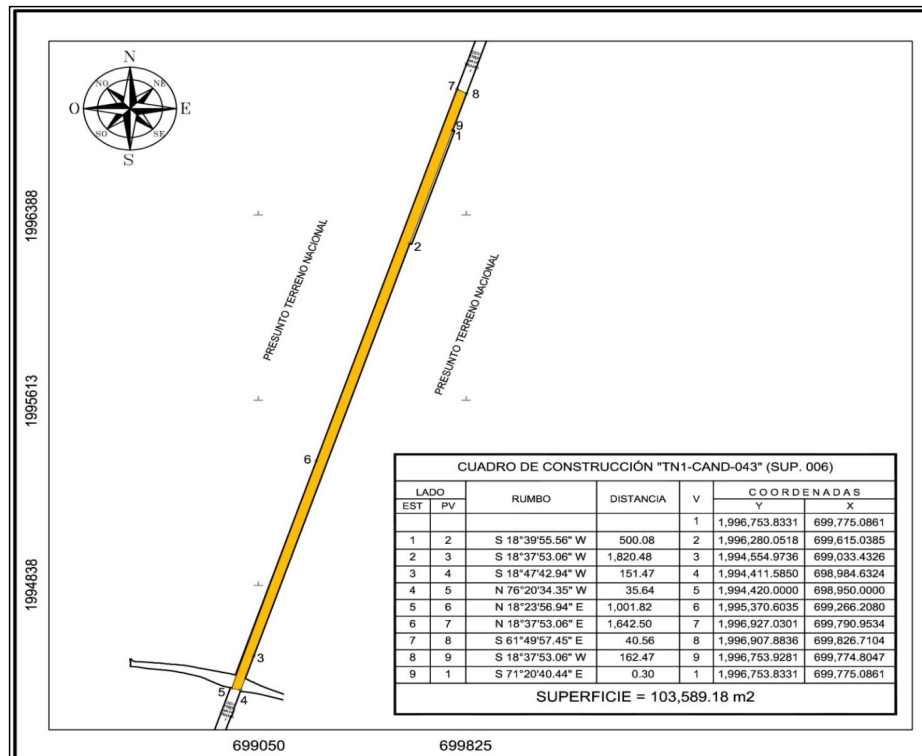 N
NO NE
O E
SO SE
S
7 8
9
1
2
6
3
5 4
1996388
1995613
1994838
699050 699825
PRESUNTO TERRENO NACIONAL
PRESUNTO TERRENO NACIONAL
CUADRO DE CONSTRUCCIÓN "TN1-CAND-043" (SUP. 006)
LADO RUMBO DISTANCIA V COORDENADAS
EST PV Y X
1 1,996,753.8331 699,775.0861
1 2 S 18°39'55.56" W 500.08 2 1,996,280.0518 699,615.0385
2 3 S 18°37'53.06" W 1,820.48 3 1,994,554.9736 699,033.4326
3 4 S 18°47'42.94" W 151.47 4 1,994,411.5850 698,984.6324
4 5 N 76°20'34.35" W 35.64 5 1,994,420.0000 698,950.0000
5 6 N 18°23'56.94" E 1,001.82 6 1,995,370.6035 699,266.2080
6 7 N 18°37'53.06" E 1,642.50 7 1,996,927.0301 699,790.9534
7 8 S 61°49'57.45" E 40.56 8 1,996,907.8836 699,826.7104
8 9 S 18°37'53.06" W 162.47 9 1,996,753.9281 699,774.8047
9 1 S 71°20'40.44" E 0.30 1 1,996,753.8331 699,775.0861
SUPERFICIE = 103,589.18 m2